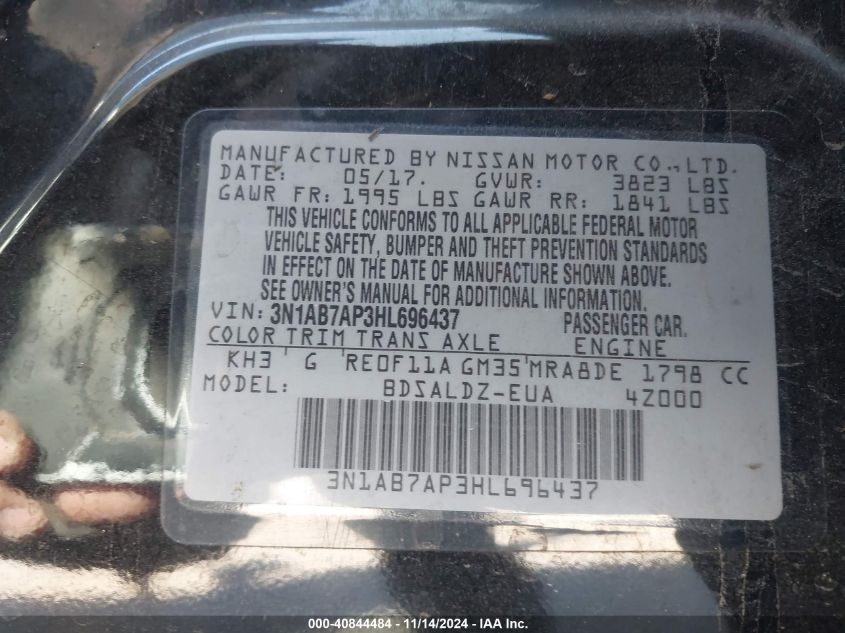 MANUFACTURED BY NISSAN MOTOR CO.,LTD.
DATE: 05/17. GVWR: 3823 LBS
GAWR FR: 1995 LBS GAWR RR: 1841 LBS
THIS VEHICLE CONFORMS TO ALL APPLICABLE FEDERAL MOTOR
VEHICLE SAFETY, BUMPER AND THEFT PREVENTION STANDARDS
IN EFFECT ON THE DATE OF MANUFACTURE SHOWN ABOVE.
SEE OWNER'S MANUAL FOR ADDITIONAL INFORMATION.
VIN: 3N1AB7AP3HL696437 PASSENGER CAR.
COLOR TRIM TRANS AXLE ENGINE
KH3 G RE0F11A GM35 MRA8DE 1798 CC
MODEL: BDSALDZ-EUA 4Z000
3N1AB7AP3HL696437
000-40844484 - 11/14/2024 - IAA Inc.